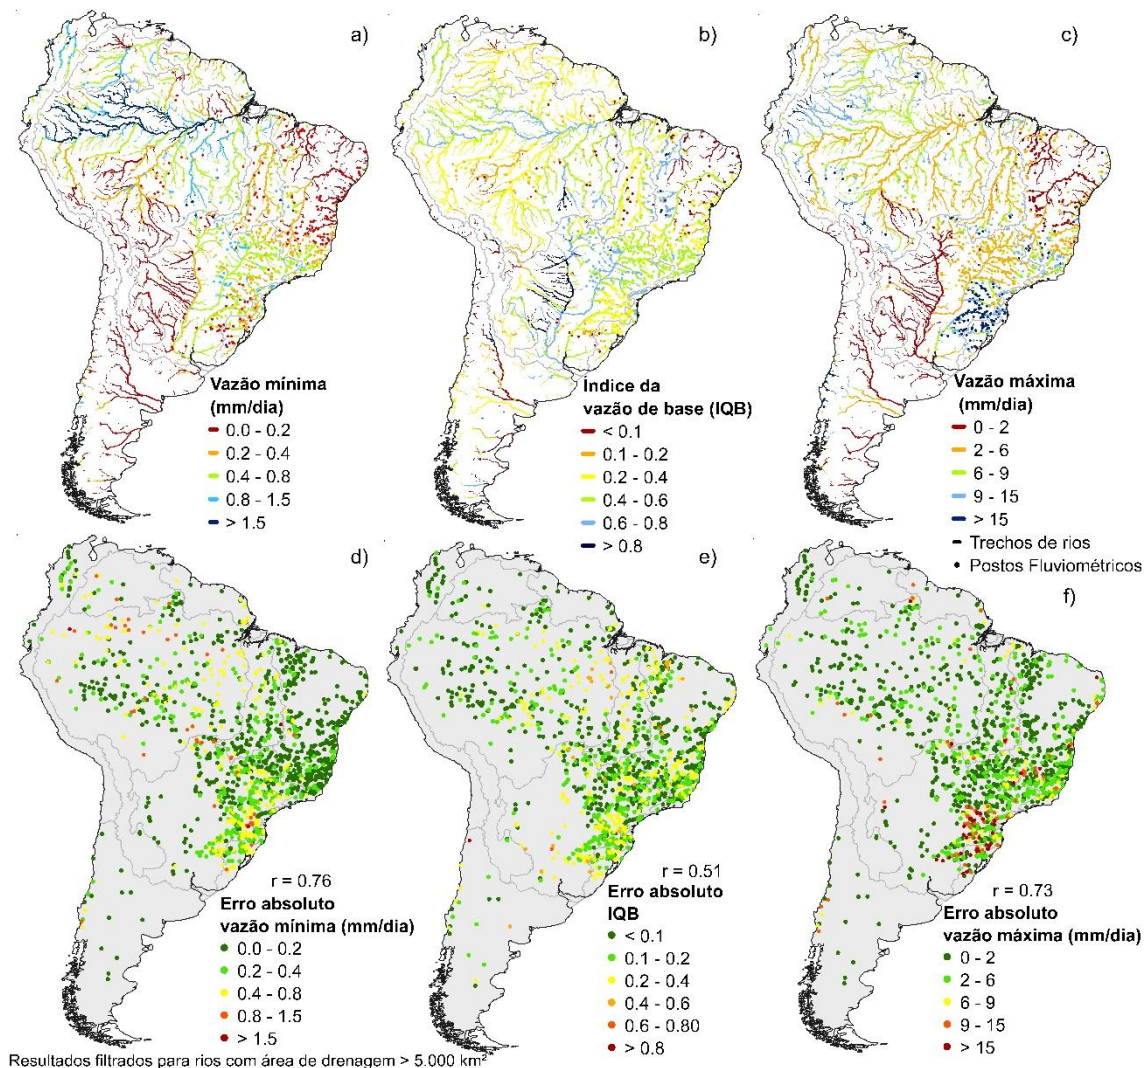 a)
b)
c)
Vazão mínima
(mm/dia)
0.0 - 0.2
0.2 - 0.4
0.4 - 0.8
0.8 - 1.5
> 1.5
Índice da
vazão de base (IQB)
< 0.1
0.1 - 0.2
0.2 - 0.4
0.4 - 0.6
0.6 - 0.8
> 0.8
Vazão máxima
(mm/dia)
0 - 2
2 - 6
6 - 9
9 - 15
> 15
Trechos de rios
Postos Fluviométricos
d)
e)
f)
r = 0.76
Erro absoluto
vazão mínima (mm/dia)
0.0 - 0.2
0.2 - 0.4
0.4 - 0.8
0.8 - 1.5
> 1.5
r = 0.51
Erro absoluto
IQB
< 0.1
0.1 - 0.2
0.2 - 0.4
0.4 - 0.6
0.6 - 0.80
> 0.8
r = 0.73
Erro absoluto
vazão máxima (mm/dia)
0 - 2
2 - 6
6 - 9
9 - 15
> 15
Resultados filtrados para rios com área de drenagem > 5.000 km²